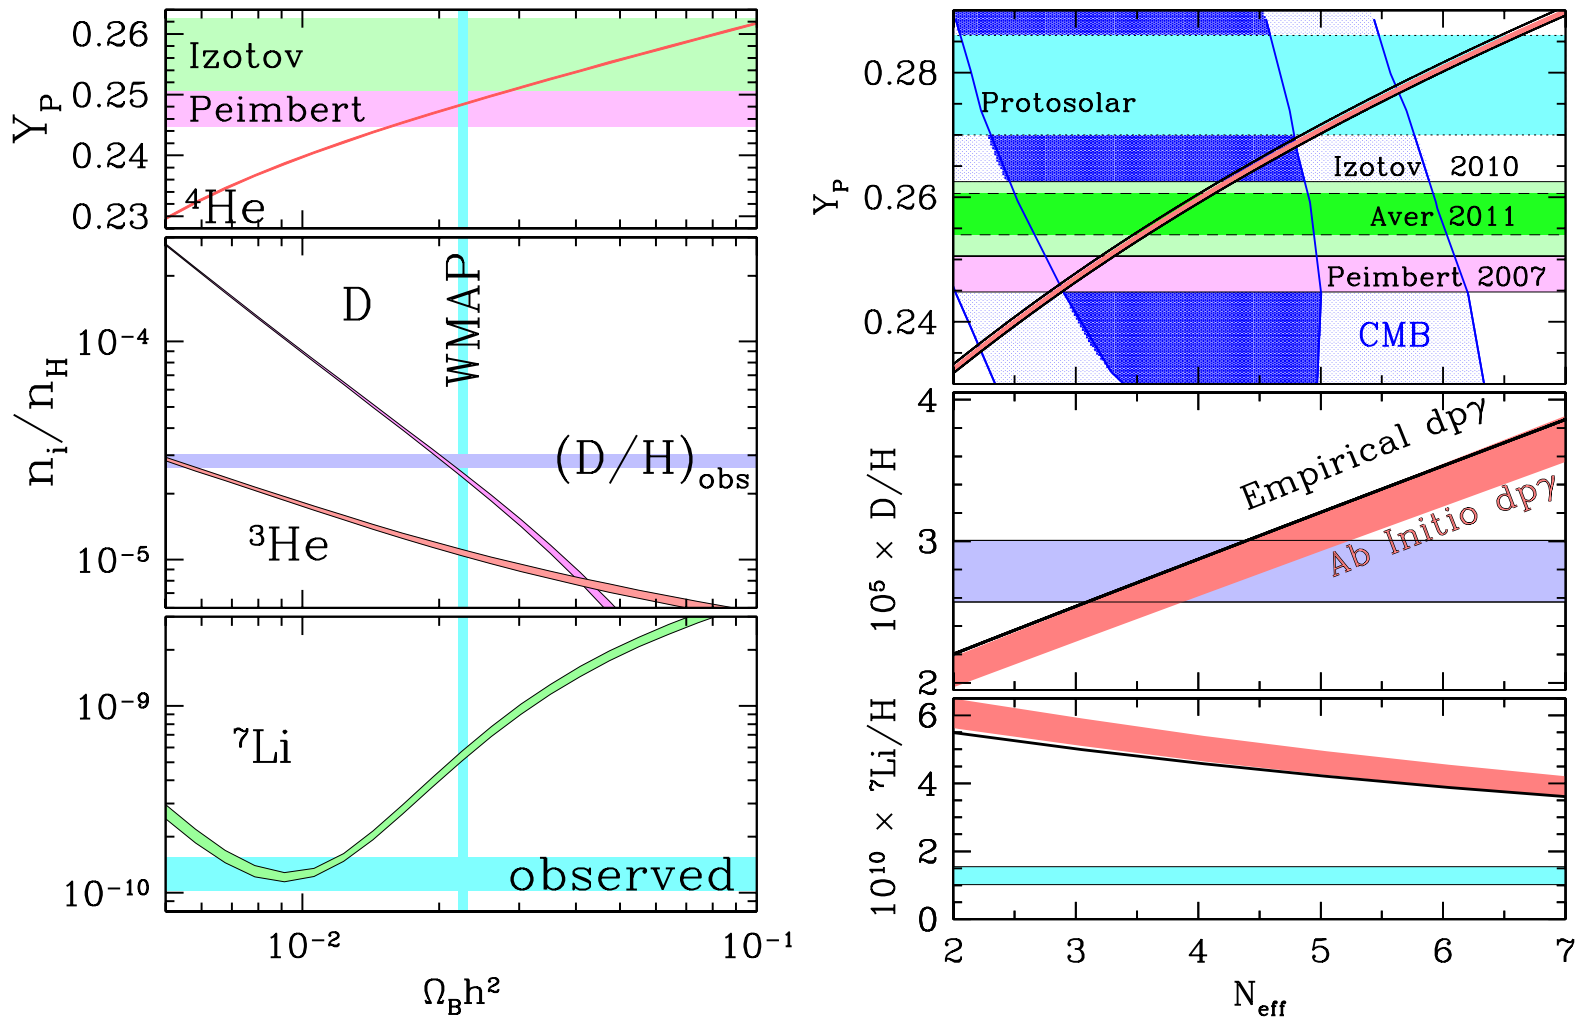 0.26
0.25
0.24
0.23
Y_P
Izotov
Peimbert
⁴He
10⁻⁴
10⁻⁵
n_i/n_H
D
WMAP
(D/H)_obs
³He
10⁻⁹
10⁻¹⁰
⁷Li
observed
10⁻² 10⁻¹
Ω_B h²
0.28
0.26
0.24
Y_P
Protosolar
Izotov 2010
Aver 2011
Peimbert 2007
CMB
4
3
2
10⁵ × D/H
Empirical dpγ
Ab Initio dpγ
6
4
2
0
10¹⁰ × ⁷Li/H
2 3 4 5 6 7
N_eff